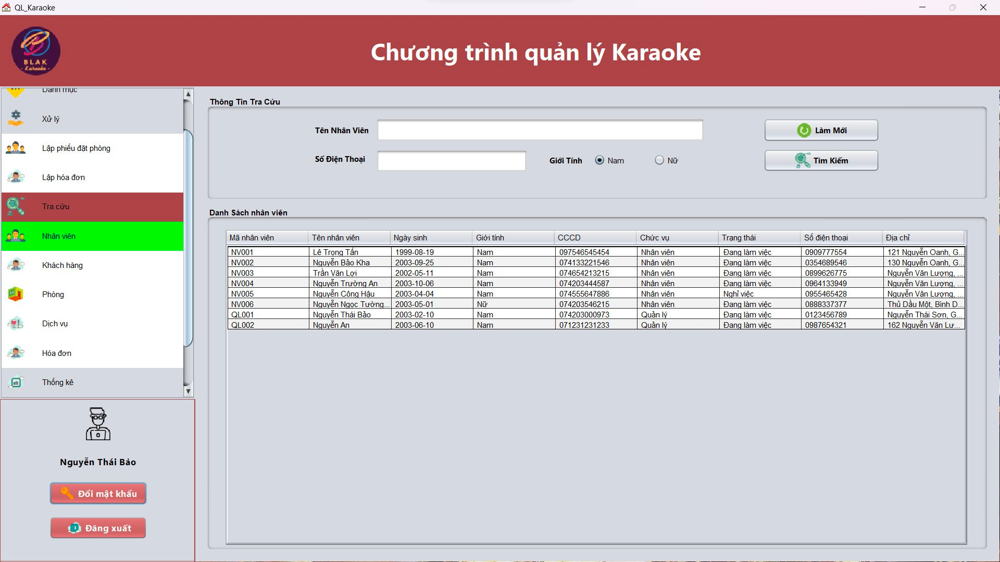 QL_Karaoke
BLAK
- Karaoke -
Chương trình quản lý Karaoke
Danh mục
Xử lý
Lập phiếu đặt phòng
Lập hóa đơn
Tra cứu
Nhân viên
Khách hàng
Phòng
Dịch vụ
Hóa đơn
Thống kê
Nguyễn Thái Bảo
Đổi mật khẩu
Đăng xuất
Thông Tin Tra Cứu
Tên Nhân Viên
Làm Mới
Số Điện Thoại
Giới Tính
Nam
Nữ
Tìm Kiếm
Danh Sách nhân viên
Mã nhân viên Tên nhân viên Ngày sinh Giới tính CCCD Chức vụ Trạng thái Số điện thoại Địa chỉ
NV001 Lê Trọng Tấn 1999-08-19 Nam 097546545454 Nhân viên Đang làm việc 0909777554 121 Nguyễn Oanh, G...
NV002 Nguyễn Bảo Kha 2003-09-25 Nam 074133221546 Nhân viên Đang làm việc 0354689546 130 Nguyễn Oanh, G...
NV003 Trần Văn Lợi 2002-05-11 Nam 074654213215 Nhân viên Đang làm việc 0899626775 Nguyễn Văn Lượng, ...
NV004 Nguyễn Trường An 2003-10-06 Nam 074203444587 Nhân viên Đang làm việc 0964133949 Nguyễn Văn Lượng, ...
NV005 Nguyễn Công Hậu 2003-04-04 Nam 074555647886 Nhân viên Nghỉ việc 0955465428 Nguyễn Văn Lượng, ...
NV006 Nguyễn Ngọc Tường... 2003-05-01 Nữ 074203546215 Nhân viên Đang làm việc 0888337377 Thủ Dầu Một, Bình D...
QL001 Nguyễn Thái Bảo 2003-02-10 Nam 074203000973 Quản lý Đang làm việc 0123456789 Nguyễn Thái Sơn, G...
QL002 Nguyễn An 2003-06-10 Nam 071231231233 Quản lý Đang làm việc 0987654321 162 Nguyễn Văn Lư...